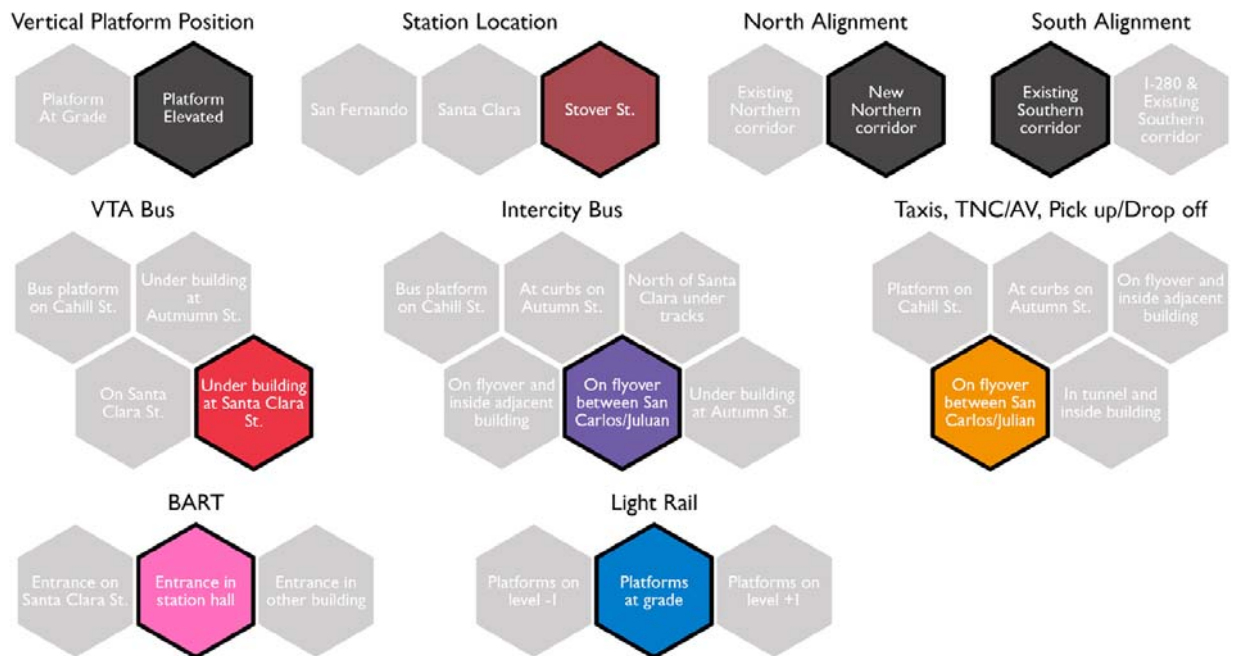 Vertical Platform Position
Station Location
North Alignment
South Alignment
Platform
At Grade
Platform
Elevated
San Fernando
Santa Clara
Stover St.
Existing
Northern
corridor
New
Northern
corridor
Existing
Southern
corridor
I-280 &
Existing
Southern
corridor
VTA Bus
Intercity Bus
Taxis, TNC/AV, Pick up/Drop off
Bus platform
on Cahill St.
Under building
at
Autmumn St.
Bus platform
on Cahill St.
At curbs on
Autumn St.
North of Santa
Clara under
tracks
Platform on
Cahill St.
At curbs on
Autumn St.
On flyover and
inside adjacent
building
On Santa
Clara St.
Under building
at Santa Clara
St.
On flyover and
inside adjacent
building
On flyover
between San
Carlos/Juluan
Under building
at Autumn St.
On flyover
between San
Carlos/Julian
In tunnel and
inside building
BART
Light Rail
Entrance on
Santa Clara St.
Entrance in
station hall
Entrance in
other building
Platforms on
level -1
Platforms
at grade
Platforms on
level +1